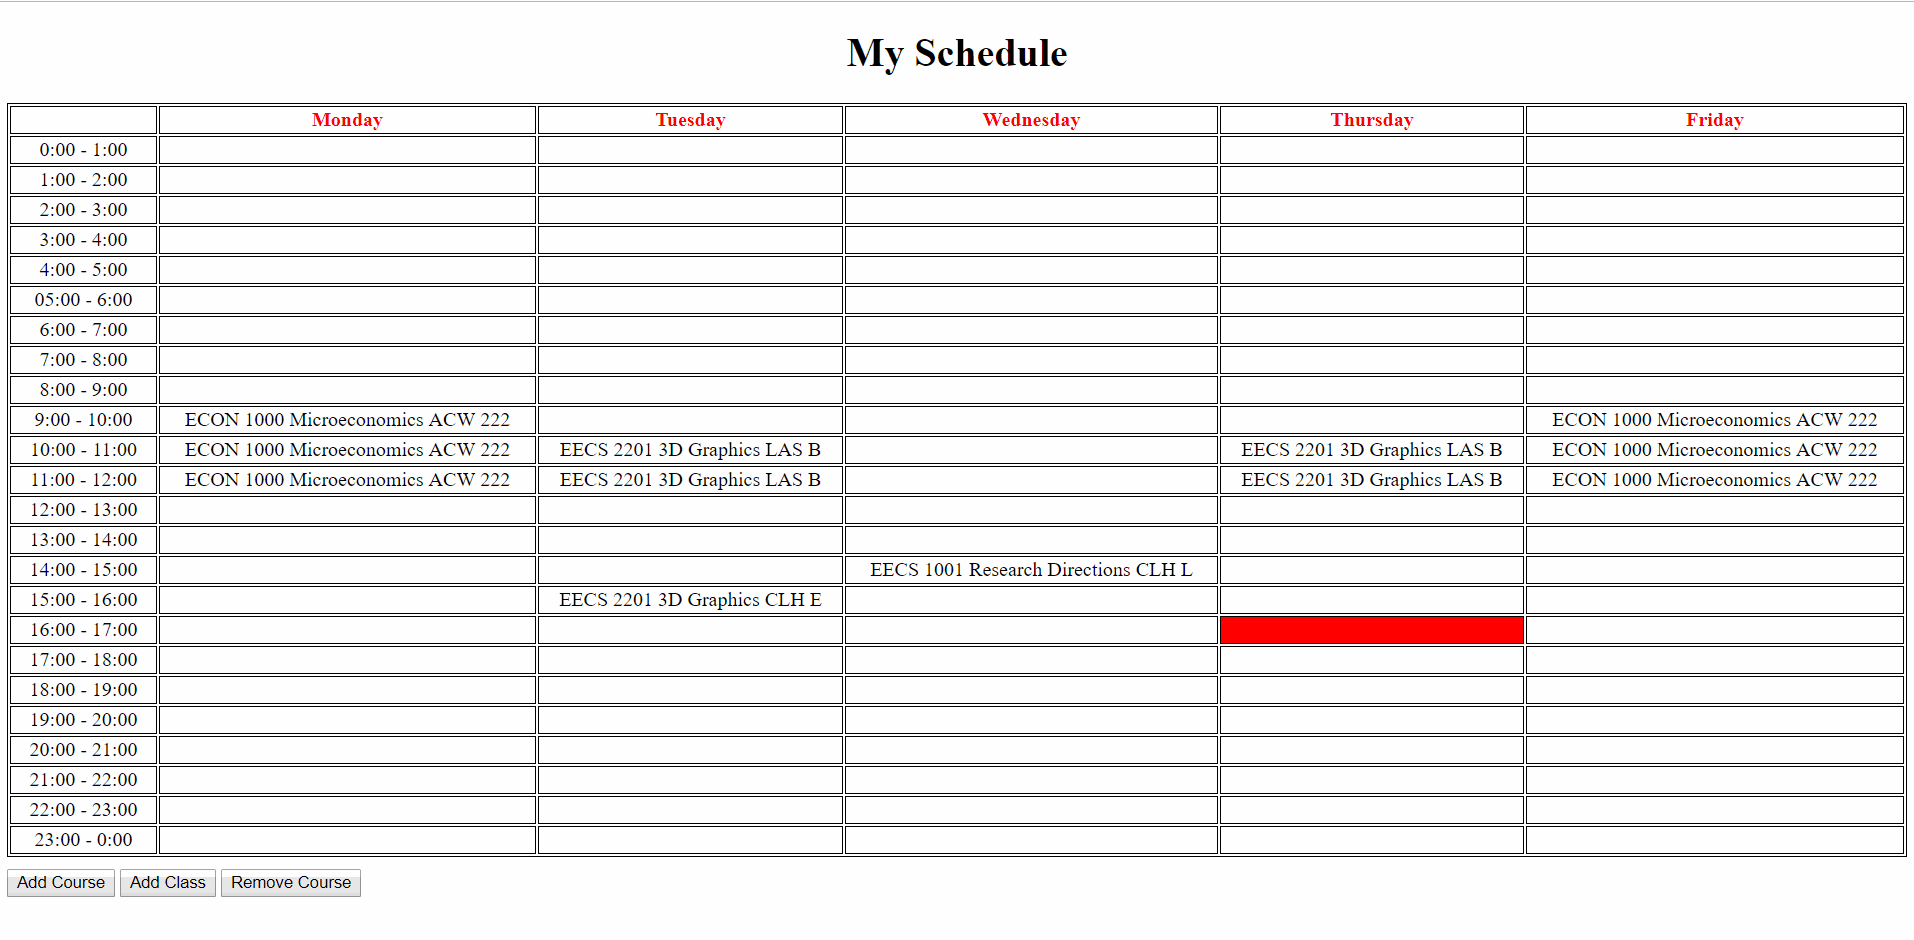 My Schedule
Monday Tuesday Wednesday Thursday Friday
0:00 - 1:00
1:00 - 2:00
2:00 - 3:00
3:00 - 4:00
4:00 - 5:00
05:00 - 6:00
6:00 - 7:00
7:00 - 8:00
8:00 - 9:00
9:00 - 10:00 ECON 1000 Microeconomics ACW 222 ECON 1000 Microeconomics ACW 222
10:00 - 11:00 ECON 1000 Microeconomics ACW 222 EECS 2201 3D Graphics LAS B EECS 2201 3D Graphics LAS B ECON 1000 Microeconomics ACW 222
11:00 - 12:00 ECON 1000 Microeconomics ACW 222 EECS 2201 3D Graphics LAS B EECS 2201 3D Graphics LAS B ECON 1000 Microeconomics ACW 222
12:00 - 13:00
13:00 - 14:00
14:00 - 15:00 EECS 1001 Research Directions CLH L
15:00 - 16:00 EECS 2201 3D Graphics CLH E
16:00 - 17:00
17:00 - 18:00
18:00 - 19:00
19:00 - 20:00
20:00 - 21:00
21:00 - 22:00
22:00 - 23:00
23:00 - 0:00
Add Course Add Class Remove Course